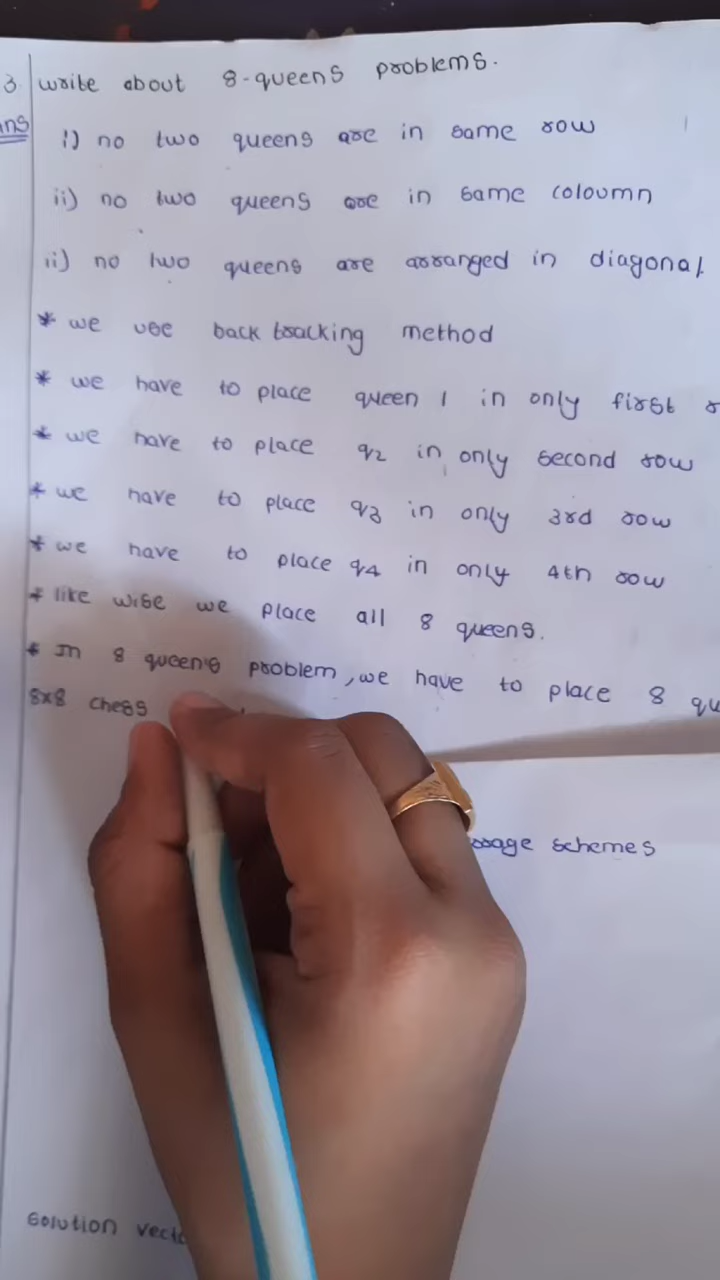 3. write about 8-queens problems.
ans
i) no two queens are in same row
ii) no two queens are in same coloumn
ii) no two queens are arranged in diagonal
* we use back tracking method
* we have to place queen 1 in only first
* we have to place q2 in only second row
* we have to place q3 in only 3rd row
* we have to place q4 in only 4th row
* like wise we place all 8 queens.
* In 8 queen's problem, we have to place 8
8x8 chess
schemes
solution